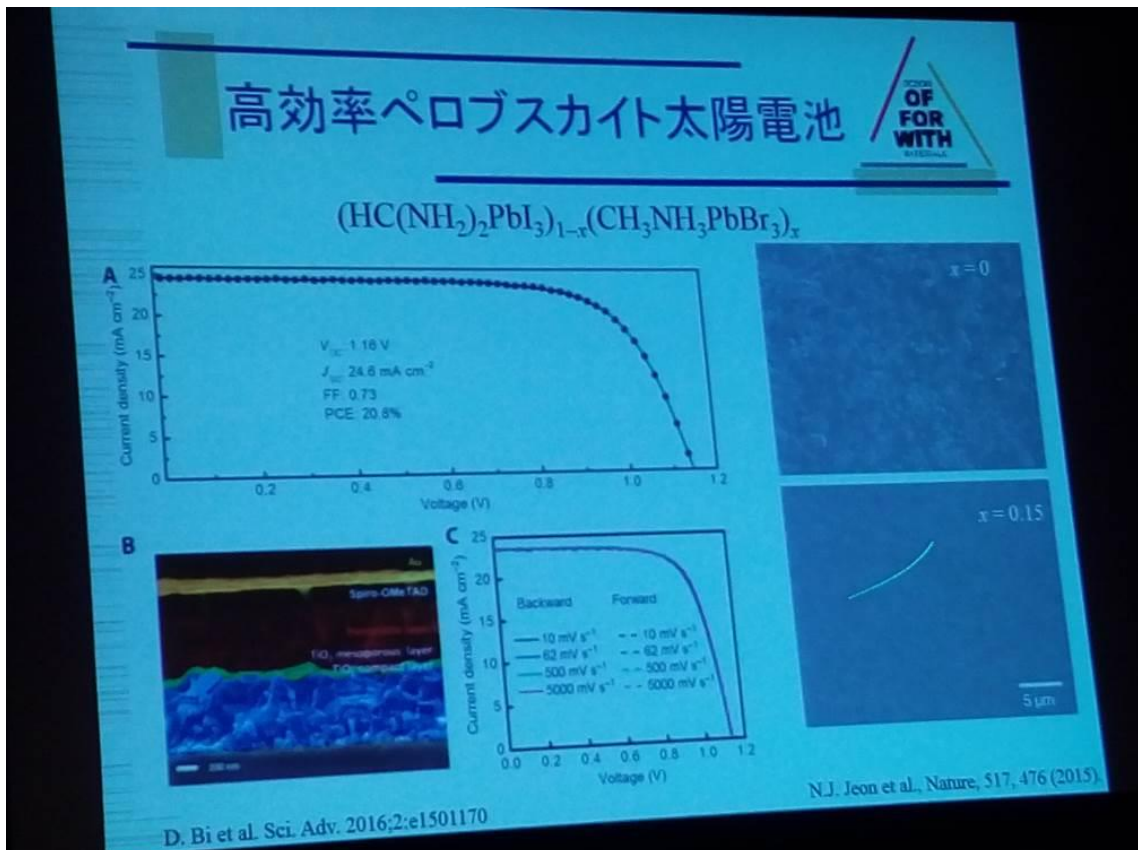 高効率ペロブスカイト太陽電池
OF
FOR
WITH
(HC(NH₂)₂PbI₃)₁₋ₓ(CH₃NH₃PbBr₃)ₓ
A
Current density (mA cm⁻²)
25
20
15
10
5
0
V_OC: 1.16 V
J_SC: 24.6 mA cm⁻²
FF: 0.73
PCE: 20.8%
0.2 0.4 0.6 0.8 1.0 1.2
Voltage (V)
x = 0
x = 0.15
5 μm
B
Au
Spiro-OMeTAD
TiO₂ mesoporous layer
TiO₂ compact layer
200 nm
C
Current density (mA cm⁻²)
25
20
15
10
5
0
Backward Forward
10 mV s⁻¹ 10 mV s⁻¹
62 mV s⁻¹ 62 mV s⁻¹
500 mV s⁻¹ 500 mV s⁻¹
5000 mV s⁻¹ 5000 mV s⁻¹
0.0 0.2 0.4 0.6 0.8 1.0 1.2
Voltage (V)
N.J. Jeon et al., Nature, 517, 476 (2015).
D. Bi et al. Sci. Adv. 2016;2:e1501170